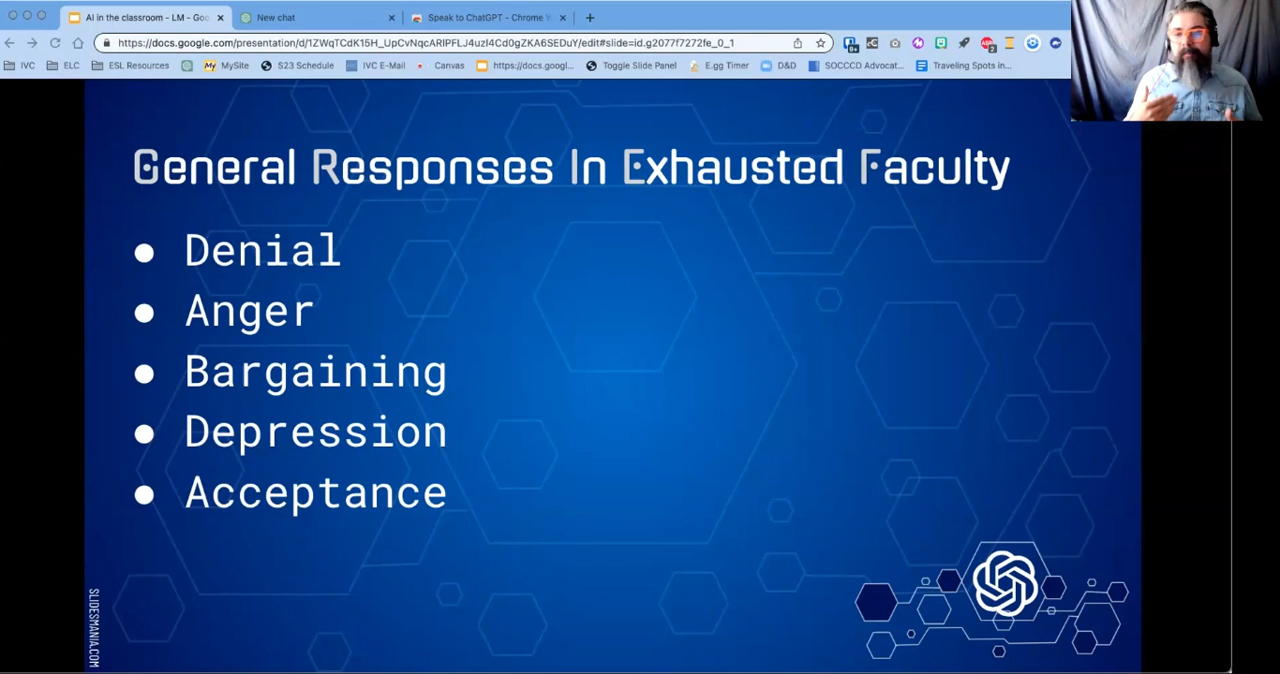 AI in the classroom - LM - Goo
New chat
Speak to ChatGPT - Chrome W
https://docs.google.com/presentation/d/1ZWqTCdK15H_UpCvNqcARIPFLJ4uzI4Cd0gZKA6SEDuY/edit#slide=id.g2077f7272fe_0_1
IVC
ELC
ESL Resources
MySite
S23 Schedule
IVC E-Mail
Canvas
https://docs.googl...
Toggle Slide Panel
E.gg Timer
D&D
SOCCCD Advocat...
Traveling Spots in...
General Responses In Exhausted Faculty
● Denial
● Anger
● Bargaining
● Depression
● Acceptance
SLIDESMANIA.COM